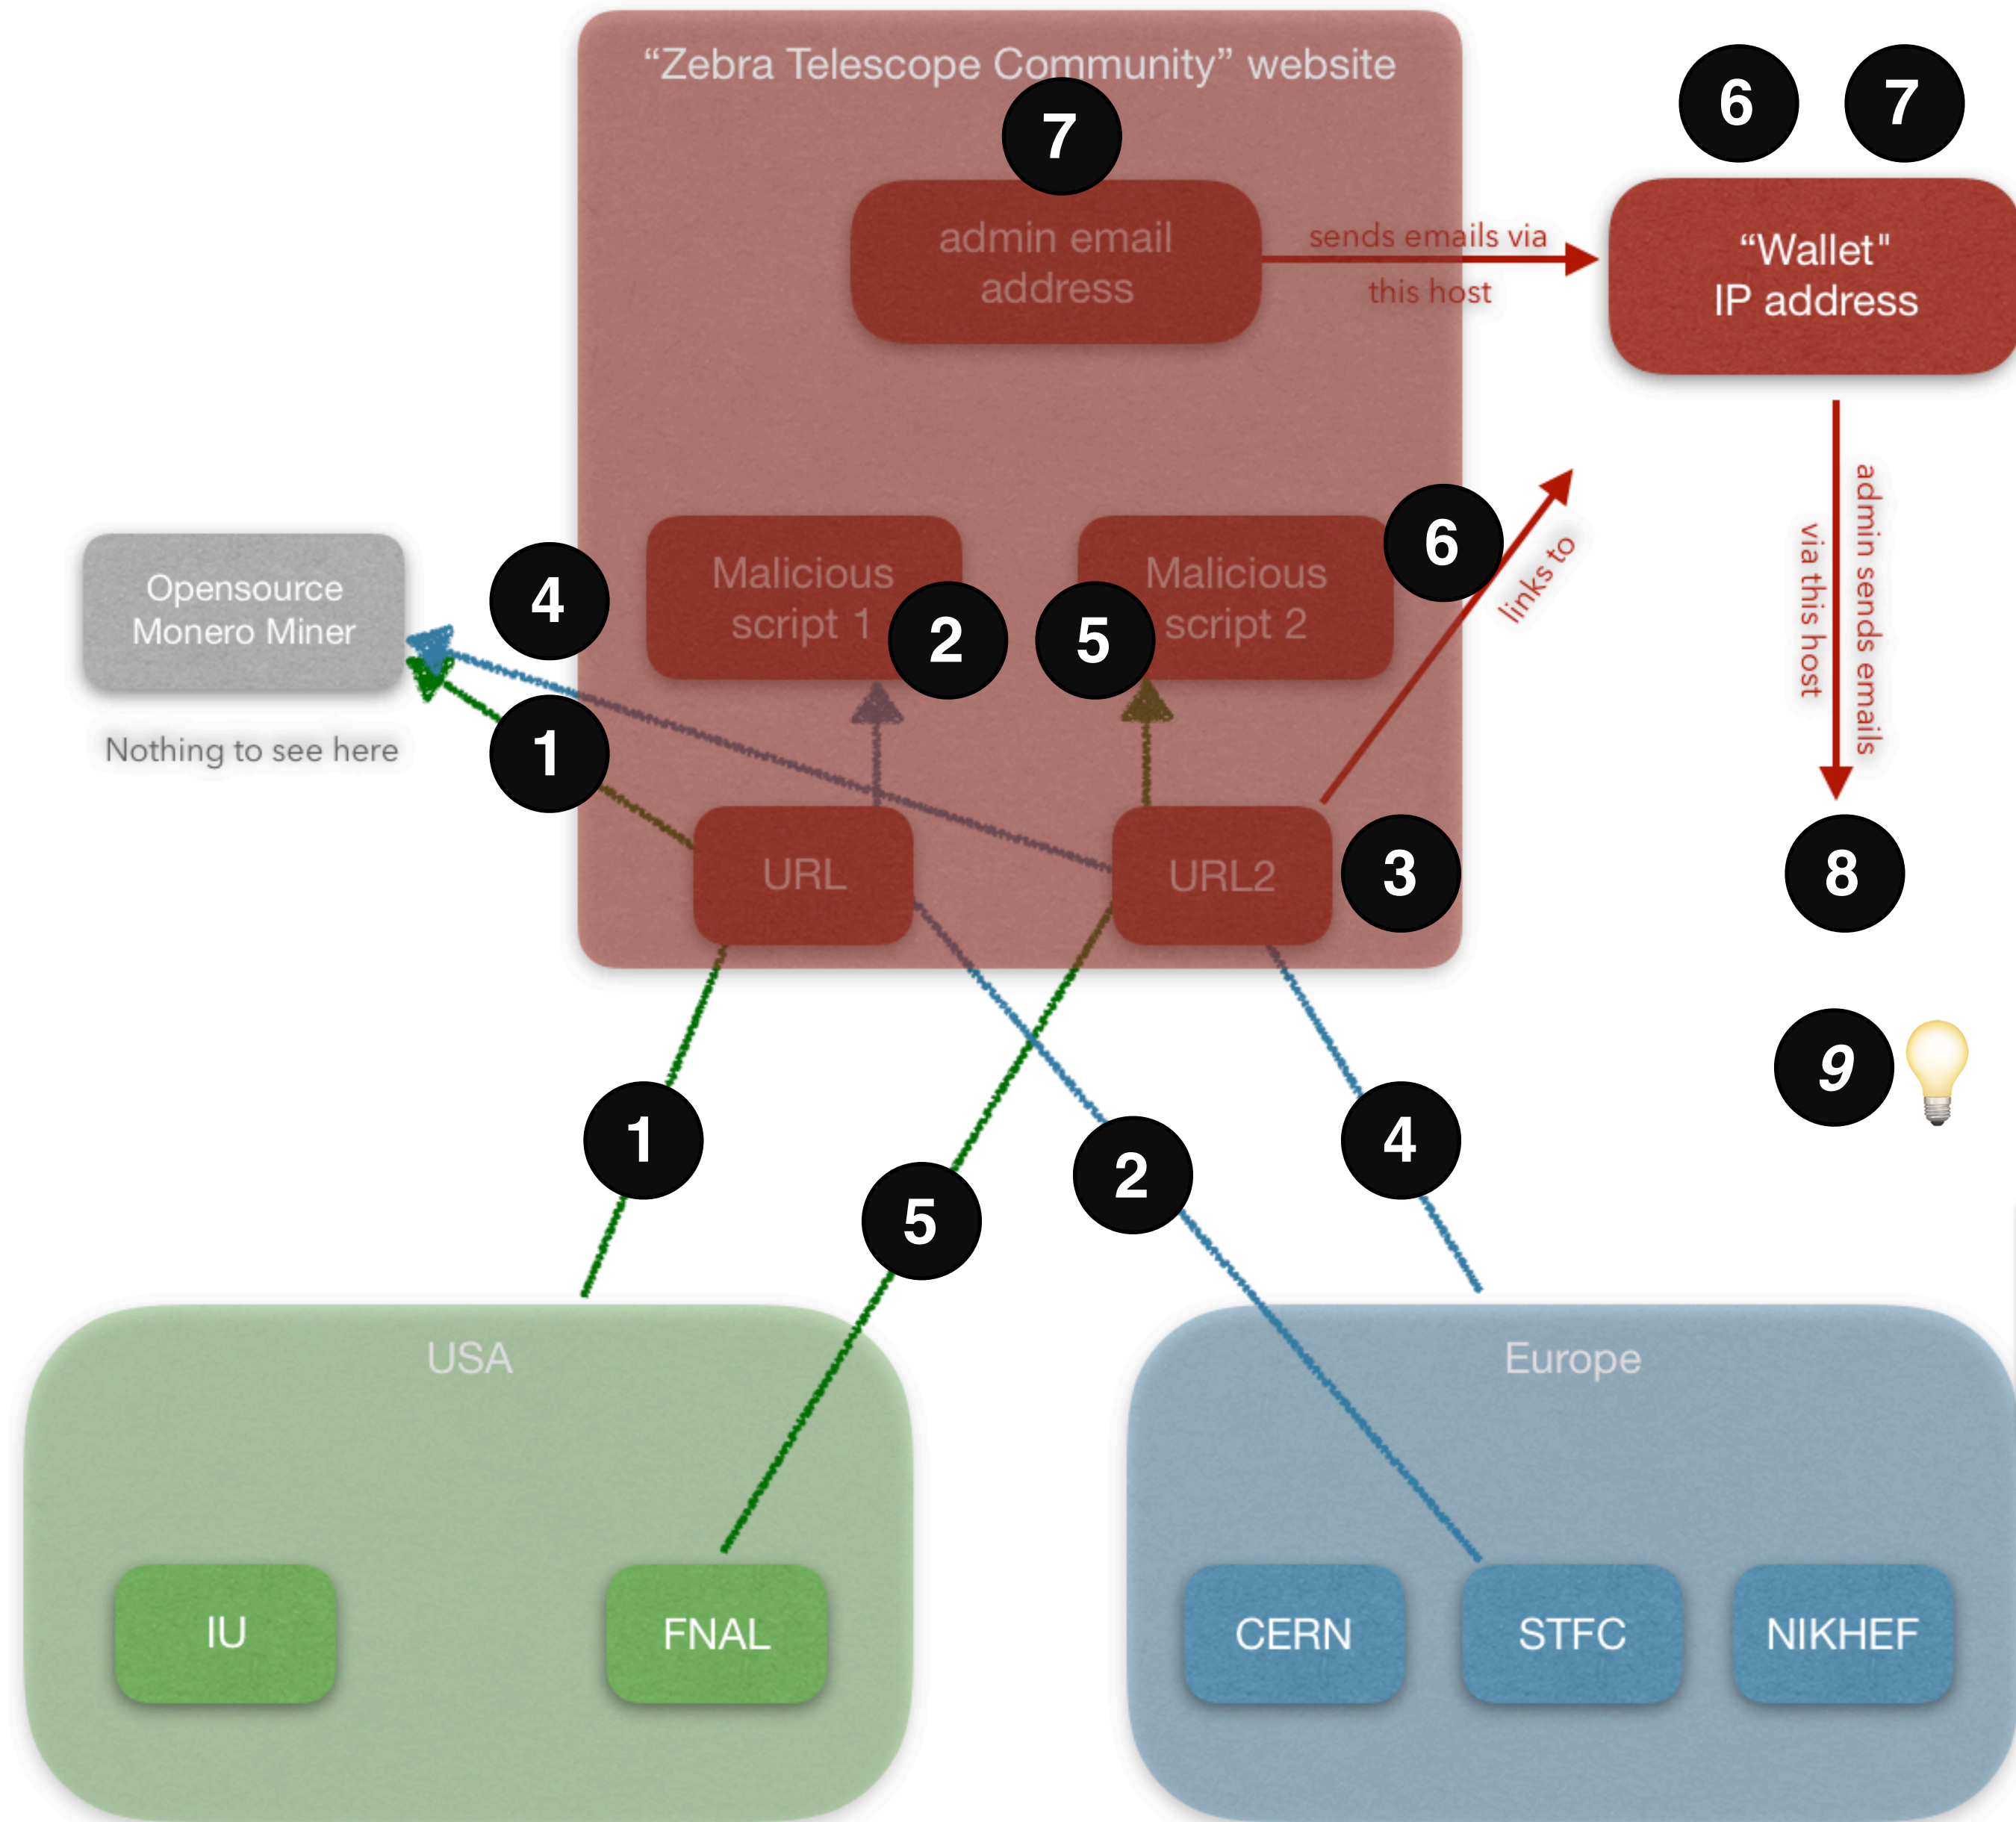 “Zebra Telescope Community” website
7
6
7
admin email
address
sends emails via
this host
“Wallet"
IP address
Opensource
Monero Miner
Nothing to see here
4
1
Malicious
script 1
2
5
Malicious
script 2
6
links to
admin sends emails
via this host
URL
URL2
3
8
9
1
5
2
4
USA
IU
FNAL
Europe
CERN
STFC
NIKHEF